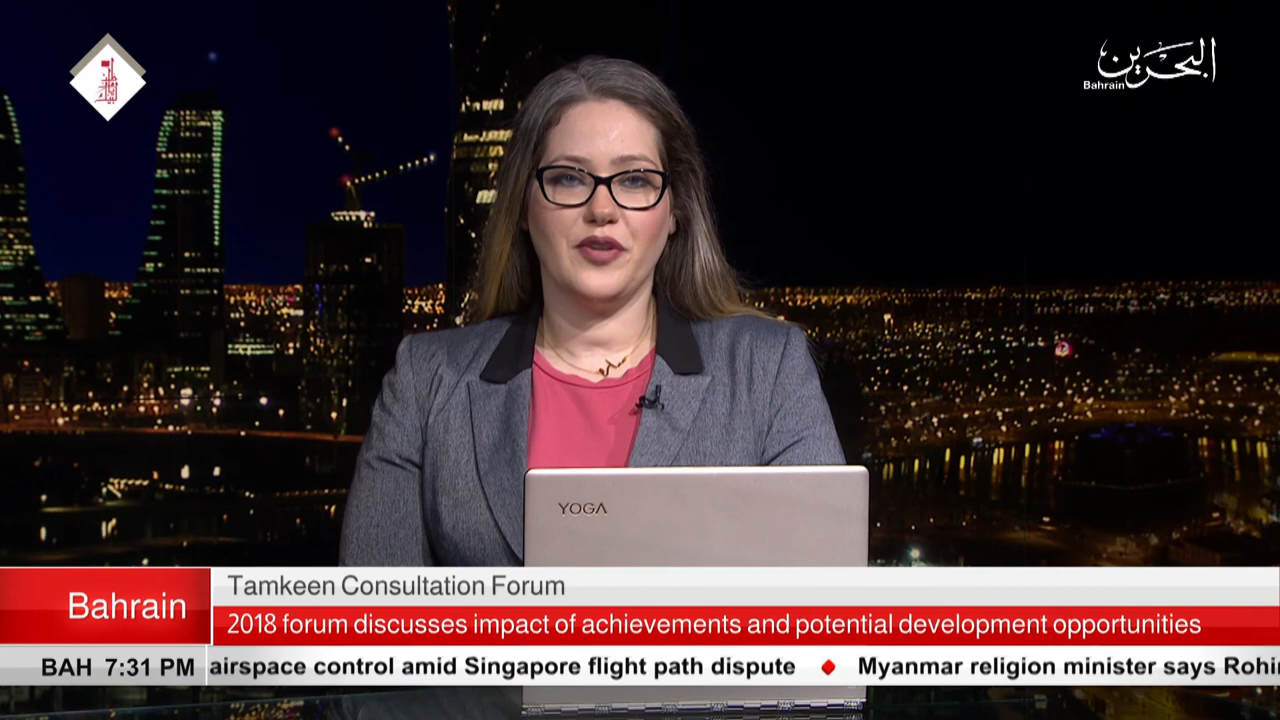 البحرين
Bahrain
YOGA
Bahrain
Tamkeen Consultation Forum
2018 forum discusses impact of achievements and potential development opportunities
BAH 7:31 PM airspace control amid Singapore flight path dispute ♦ Myanmar religion minister says Rohin